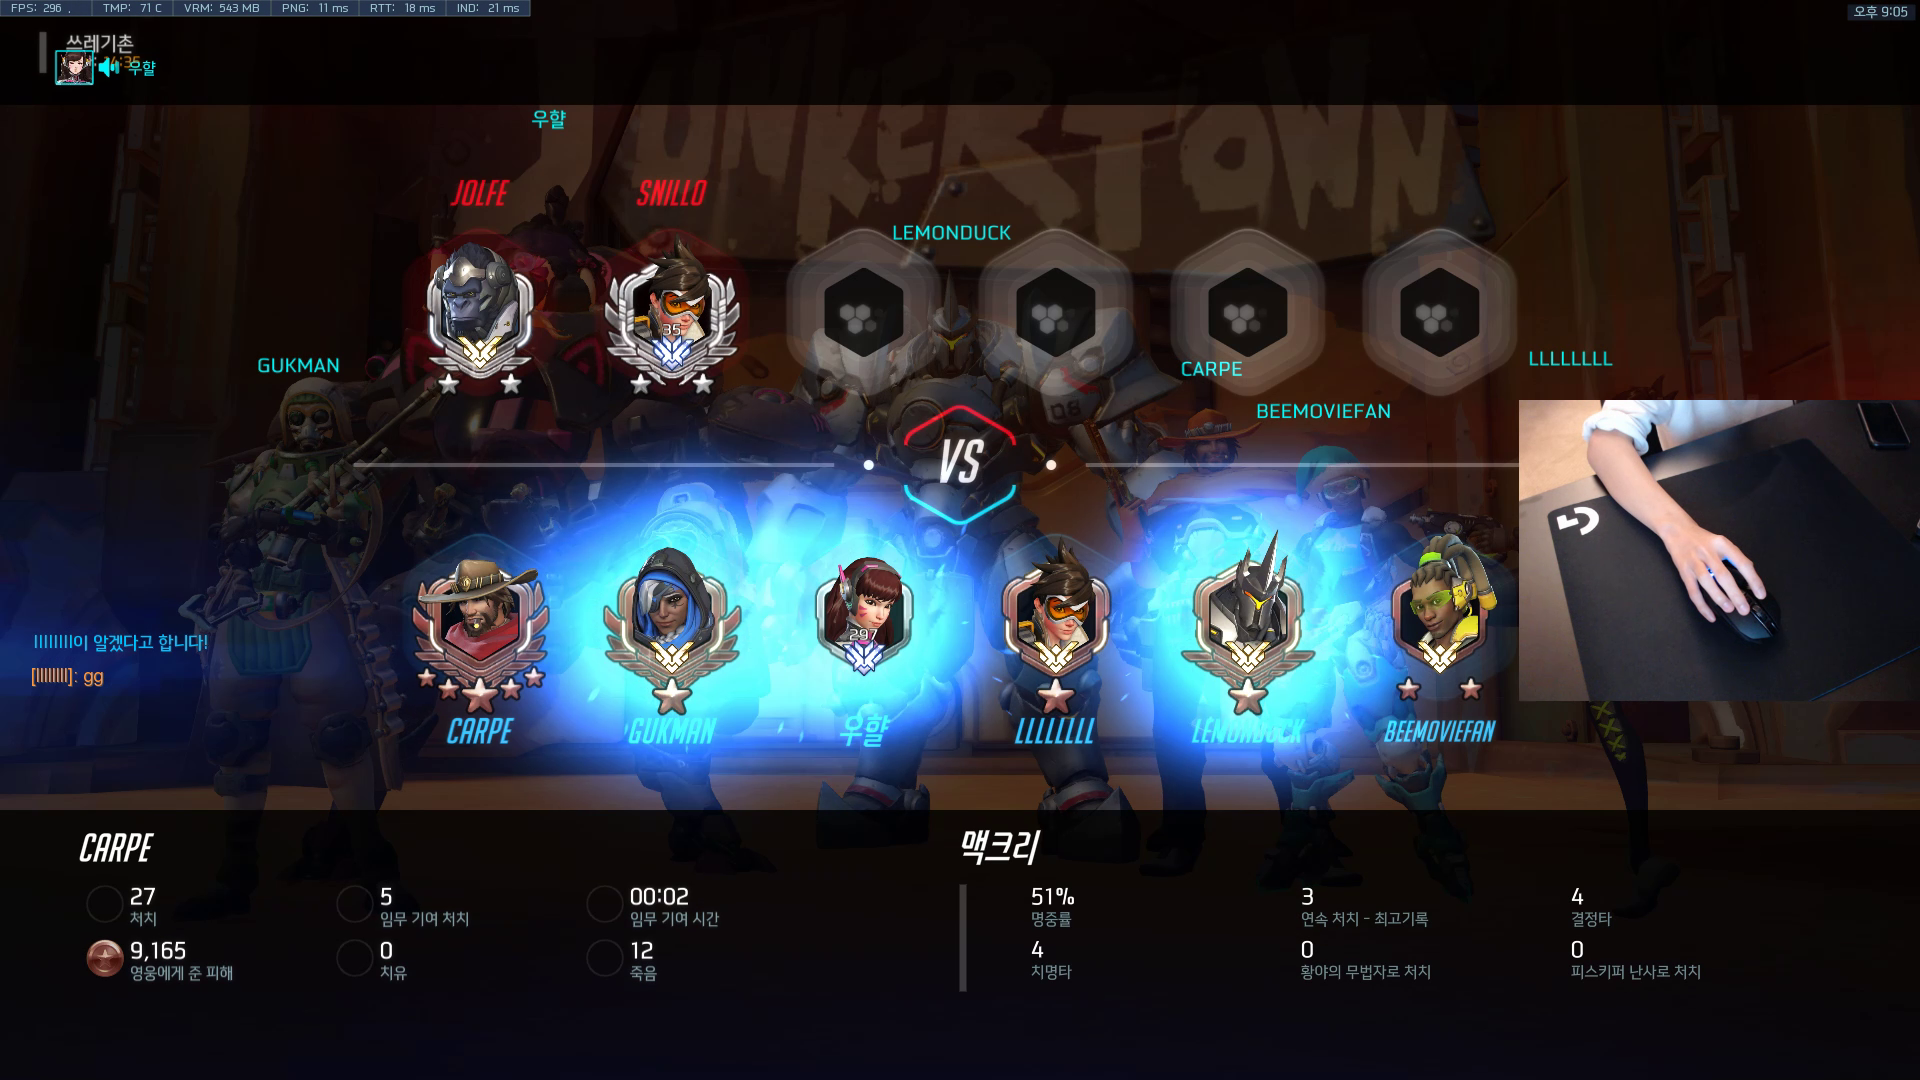 FPS: 296 . TMP: 71 C VRM: 543 MB PNG: 11 ms RTT: 18 ms IND: 21 ms
오후 9:05
쓰레기촌
우햘
우햘
JUNKERTOWN
JOLFE SNILLO
LEMONDUCK
35
GUKMAN
CARPE
LLLLLLLL
BEEMOVIEFAN
VS
297
llllllll이 알겠다고 합니다!
[llllllll]: gg
CARPE GUKMAN 우햘 LLLLLLLL LEMONDUCK BEEMOVIEFAN
CARPE
27
처치
5
임무 기여 처치
00:02
임무 기여 시간
9,165
영웅에게 준 피해
0
치유
12
죽음
맥크리
51%
명중률
3
연속 처치 - 최고기록
4
결정타
4
치명타
0
황야의 무법자로 처치
0
피스키퍼 난사로 처치